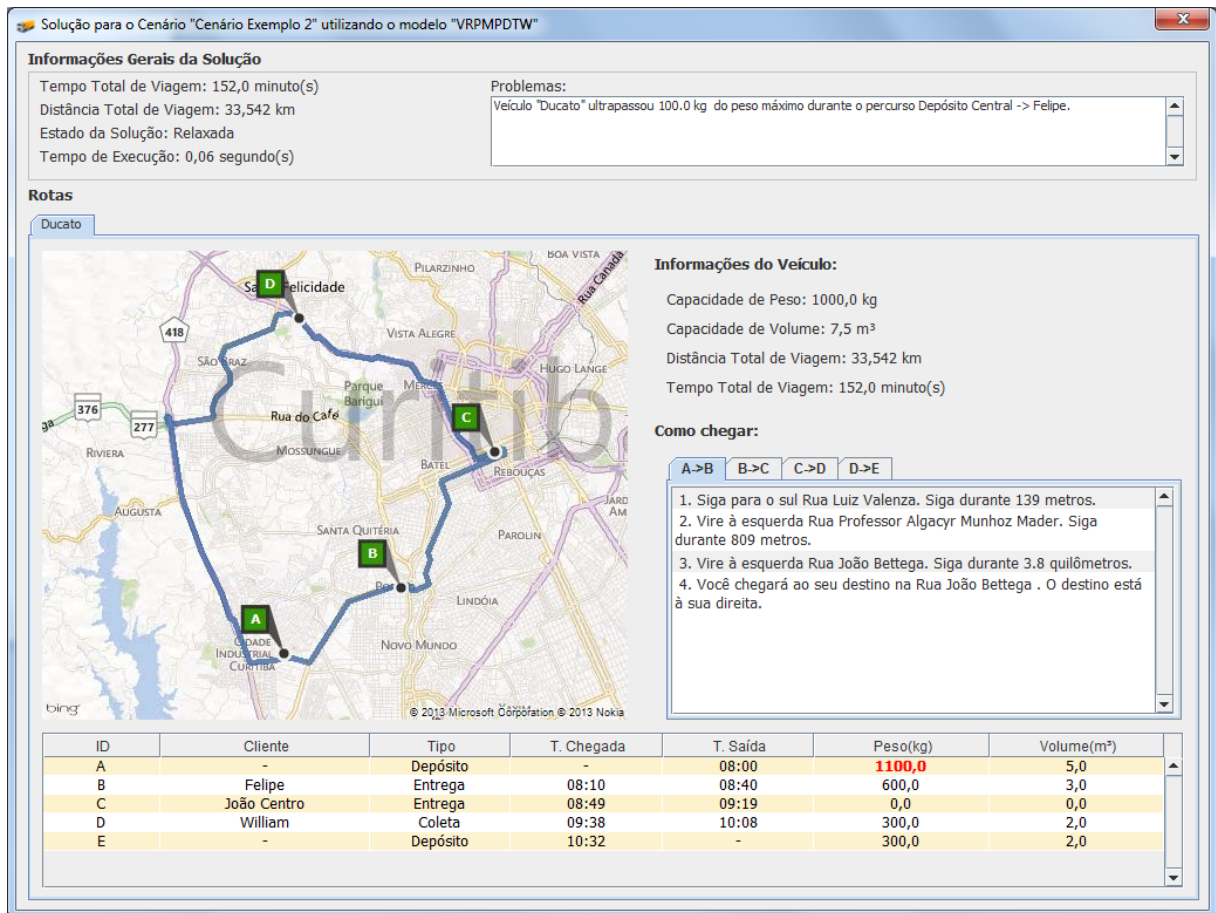 Solução para o Cenário "Cenário Exemplo 2" utilizando o modelo "VRPMPDTW"
Informações Gerais da Solução
Tempo Total de Viagem: 152,0 minuto(s)
Distância Total de Viagem: 33,542 km
Estado da Solução: Relaxada
Tempo de Execução: 0,06 segundo(s)
Problemas:
Veículo "Ducato" ultrapassou 100.0 kg do peso máximo durante o percurso Depósito Central -> Felipe.
Rotas
Ducato
BOA VISTA
PILARZINHO
Rua Canadá
D
Felicidade
418
VISTA ALEGRE
SÃO BRAZ
HUGO LANGE
Parque
Barigui
MERCÊS
376
277
Rua do Café
C
Curitib
RIVIERA
MOSSUNGUE
BATEL
REBOUÇAS
AUGUSTA
JARD
AM
SANTA QUITÉRIA
PAROLIN
B
LINDÓIA
A
CIDADE
INDUSTRIAL
CURITIBA
NOVO MUNDO
bing
© 2013 Microsoft Corporation © 2013 Nokia
Informações do Veículo:
Capacidade de Peso: 1000,0 kg
Capacidade de Volume: 7,5 m³
Distância Total de Viagem: 33,542 km
Tempo Total de Viagem: 152,0 minuto(s)
Como chegar:
A->B B->C C->D D->E
1. Siga para o sul Rua Luiz Valenza. Siga durante 139 metros.
2. Vire à esquerda Rua Professor Algacyr Munhoz Mader. Siga
durante 809 metros.
3. Vire à esquerda Rua João Bettega. Siga durante 3.8 quilômetros.
4. Você chegará ao seu destino na Rua João Bettega . O destino está
à sua direita.
ID Cliente Tipo T. Chegada T. Saída Peso(kg) Volume(m³)
A - Depósito - 08:00 1100,0 5,0
B Felipe Entrega 08:10 08:40 600,0 3,0
C João Centro Entrega 08:49 09:19 0,0 0,0
D William Coleta 09:38 10:08 300,0 2,0
E - Depósito 10:32 - 300,0 2,0